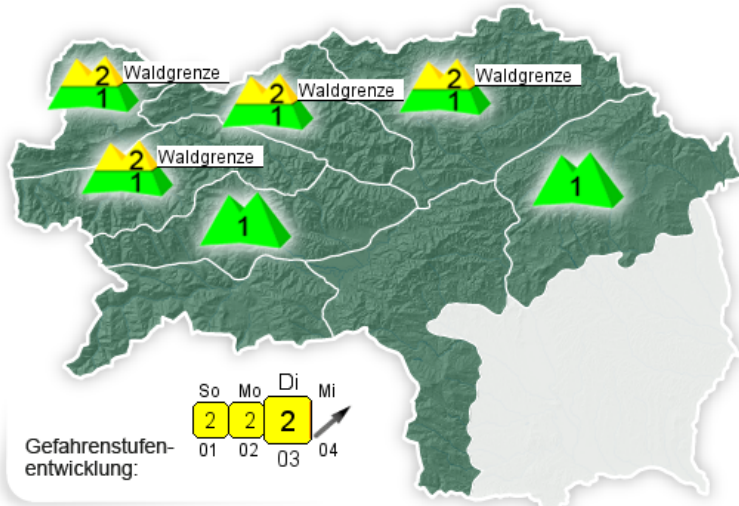 2 Waldgrenze
1
2 Waldgrenze
1
2 Waldgrenze
1
2 Waldgrenze
1
1
1
So Mo Di Mi
2 2 2
01 02 03 04
Gefahrenstufen-
entwicklung: